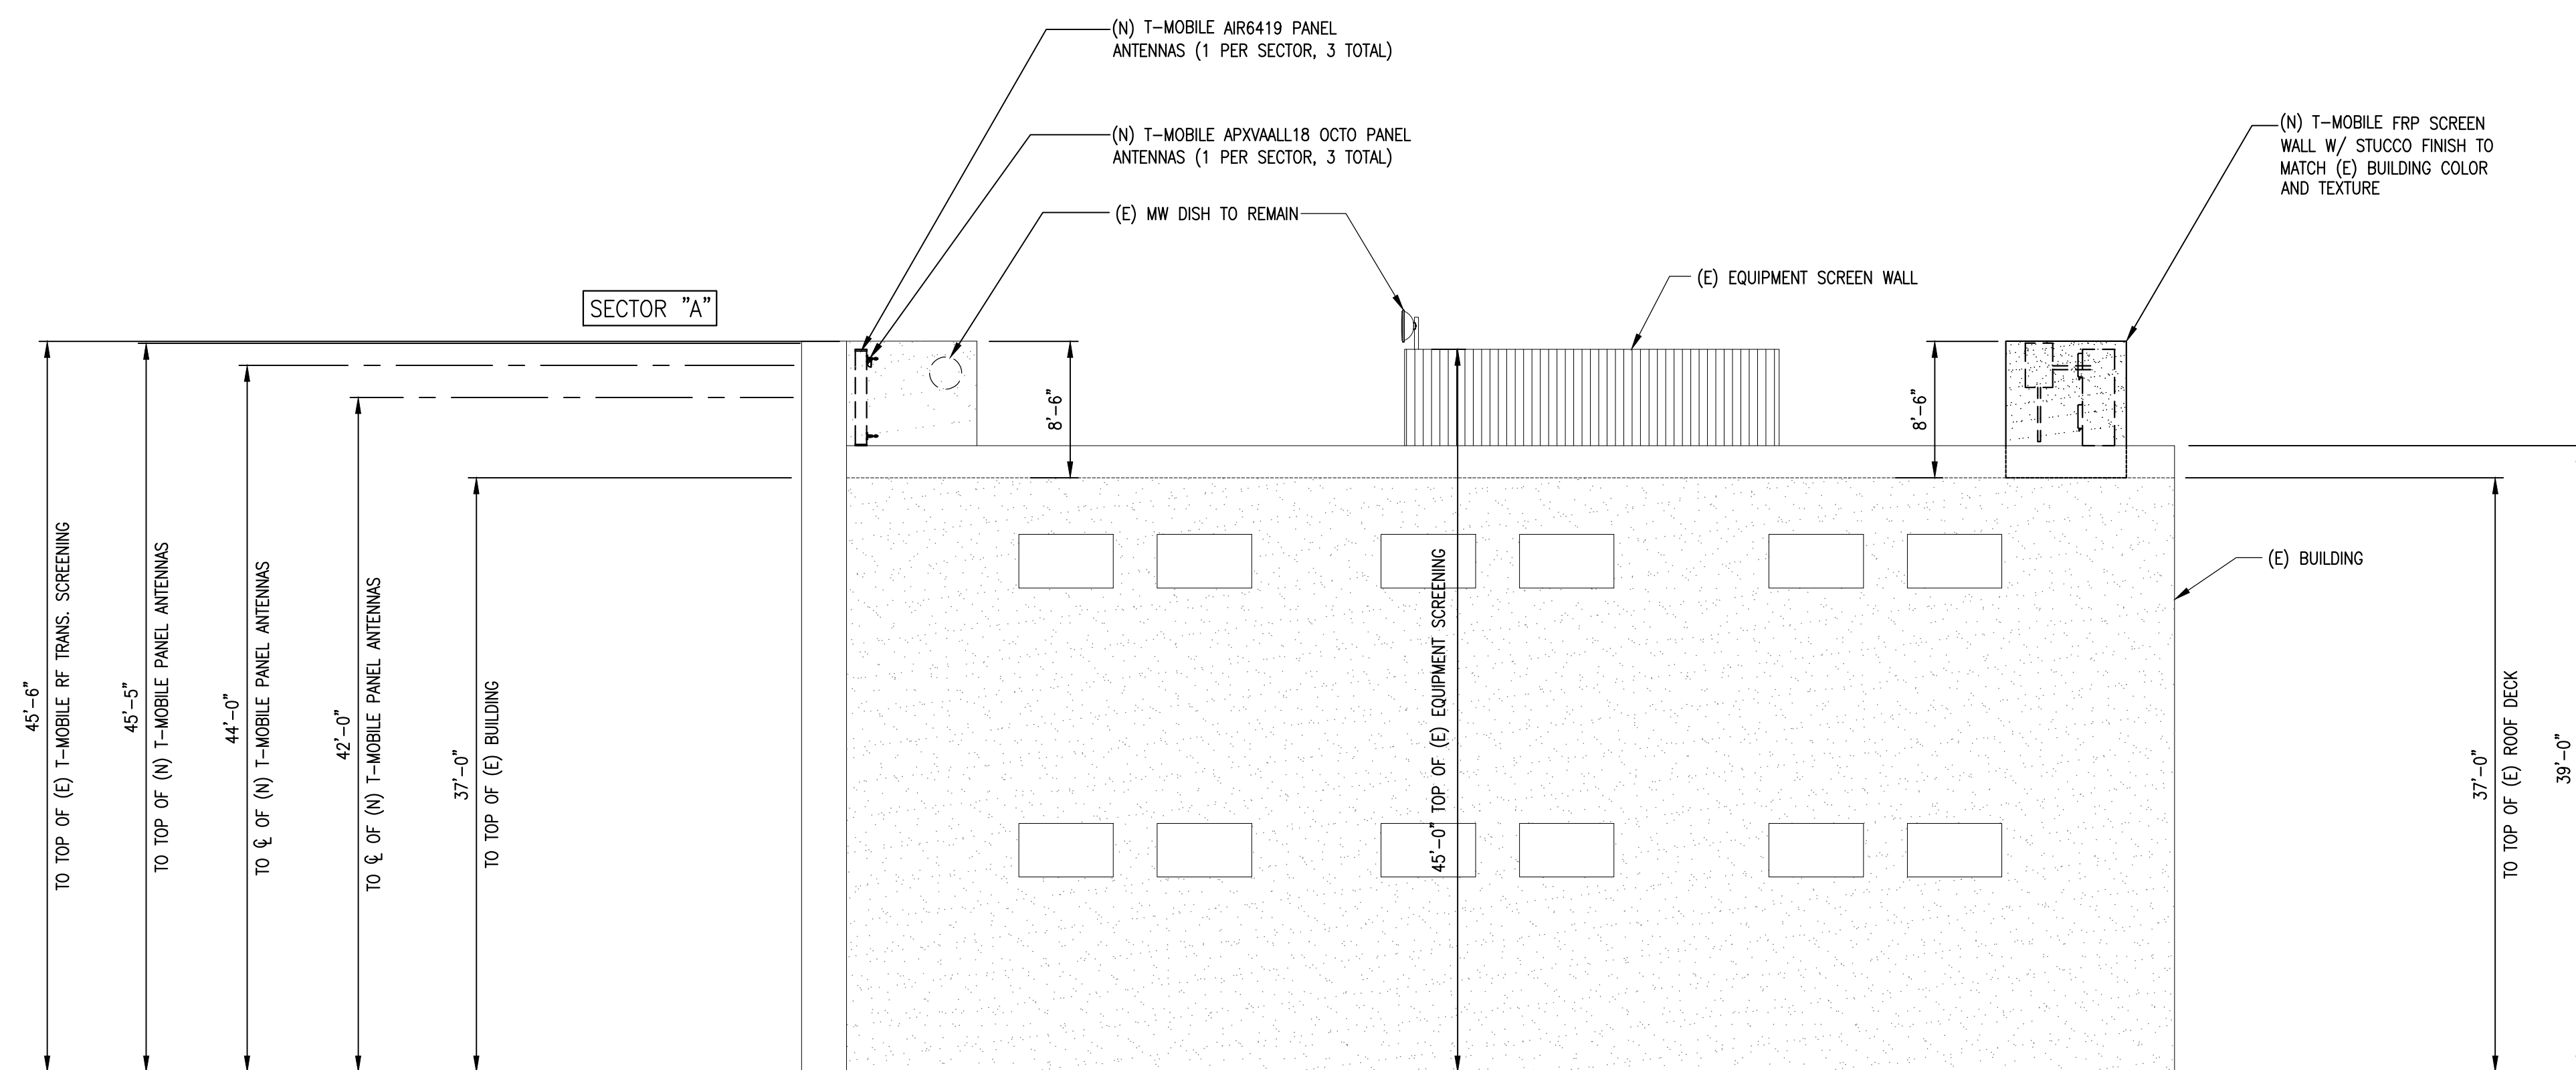 (N) T-MOBILE AIR6419 PANEL
ANTENNAS (1 PER SECTOR, 3 TOTAL)
(N) T-MOBILE APXVAALL18 OCTO PANEL
ANTENNAS (1 PER SECTOR, 3 TOTAL)
(E) MW DISH TO REMAIN
(N) T-MOBILE FRP SCREEN
WALL W/ STUCCO FINISH TO
MATCH (E) BUILDING COLOR
AND TEXTURE
(E) EQUIPMENT SCREEN WALL
SECTOR "A"
8'-6"
8'-6"
(E) BUILDING
45'-6"
TO TOP OF (E) T-MOBILE RF TRANS. SCREENING
45'-5"
TO TOP OF (N) T-MOBILE PANEL ANTENNAS
44'-0"
TO ℄ OF (N) T-MOBILE PANEL ANTENNAS
42'-0"
TO ℄ OF (N) T-MOBILE PANEL ANTENNAS
37'-0"
TO TOP OF (E) BUILDING
45'-0" TOP OF (E) EQUIPMENT SCREENING
37'-0"
TO TOP OF (E) ROOF DECK
39'-0"